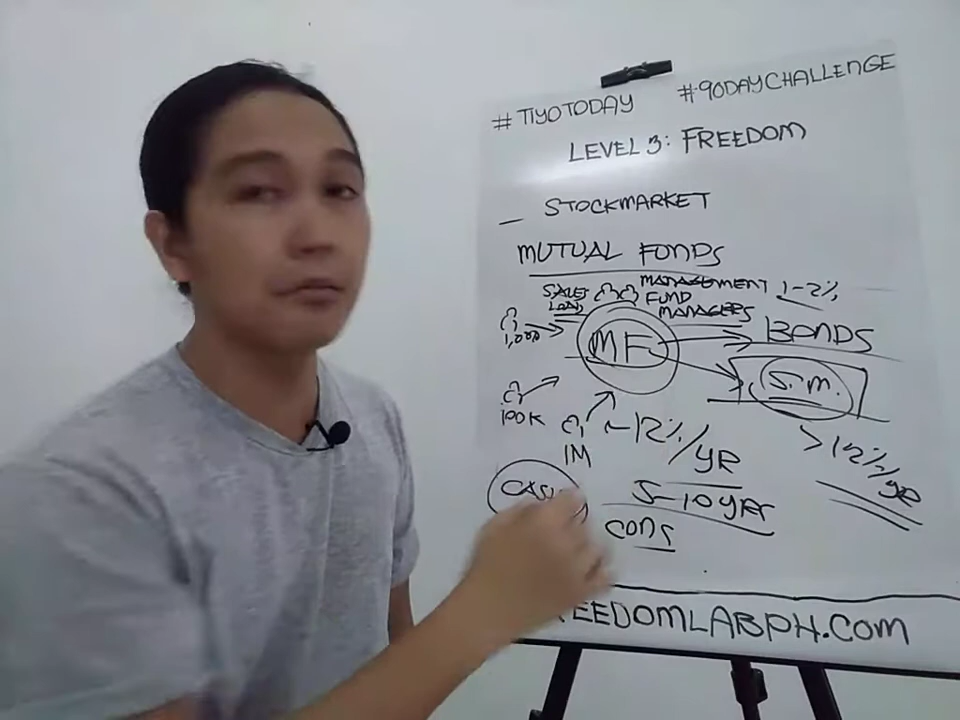 #TIYOTODAY #90DAYCHALLENGE
LEVEL 3: FREEDOM
- STOCKMARKET
MUTUAL FUNDS
SALES LOAD
MANAGEMENT 1-2%
FUND
MANAGERS
1,000
MF
BONDS
S.M.
100K
1M
~12%/YR
>12%/YR
5-10 YRS
CONS
FREEDOMLABPH.COM